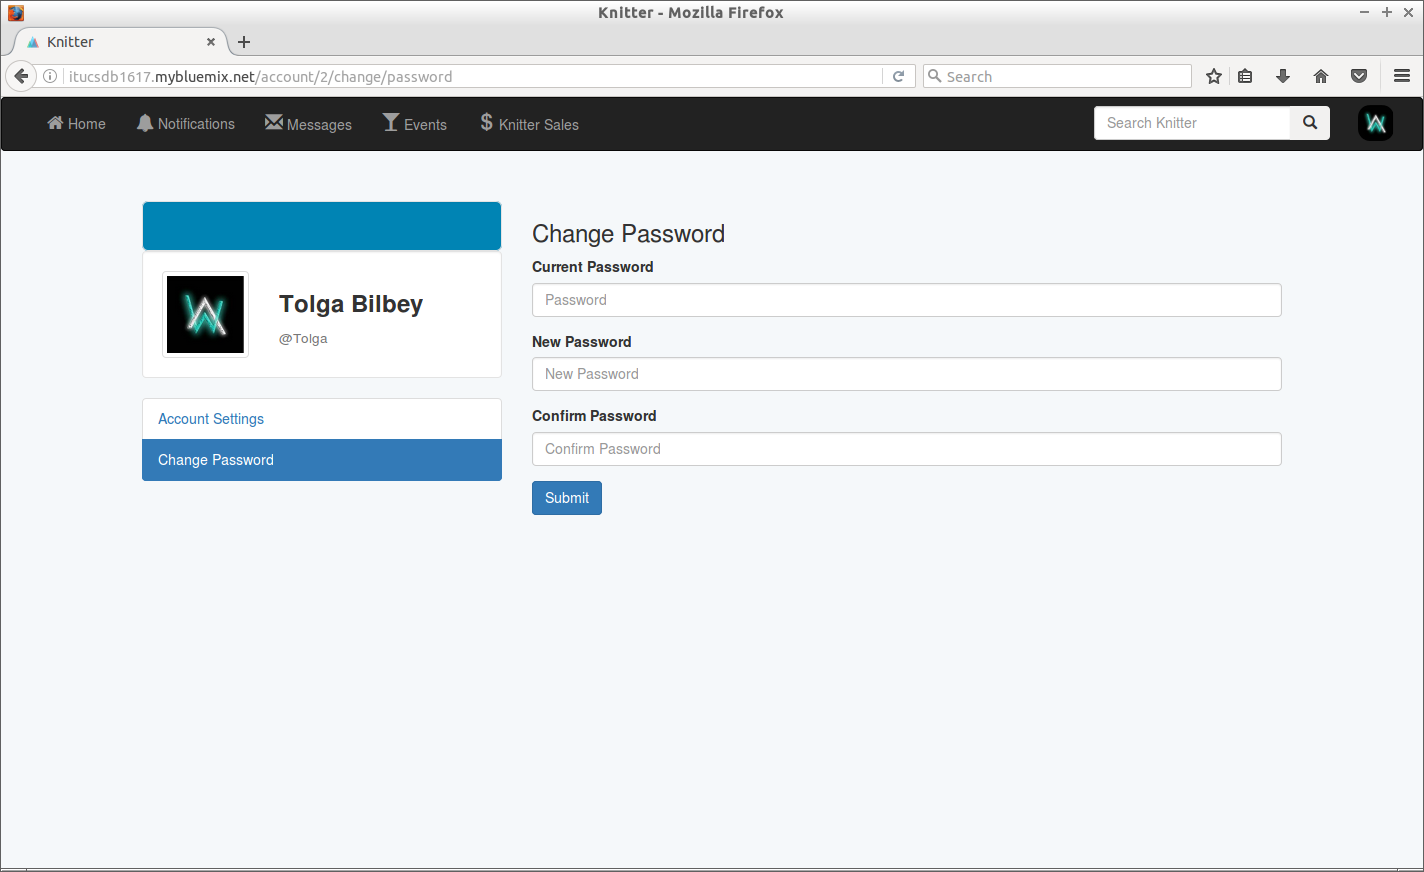 Knitter - Mozilla Firefox
Knitter
itucsdb1617.mybluemix.net/account/2/change/password
Search
Home
Notifications
Messages
Events
Knitter Sales
Search Knitter
Change Password
Current Password
Password
Tolga Bilbey
@Tolga
New Password
New Password
Account Settings
Change Password
Confirm Password
Confirm Password
Submit